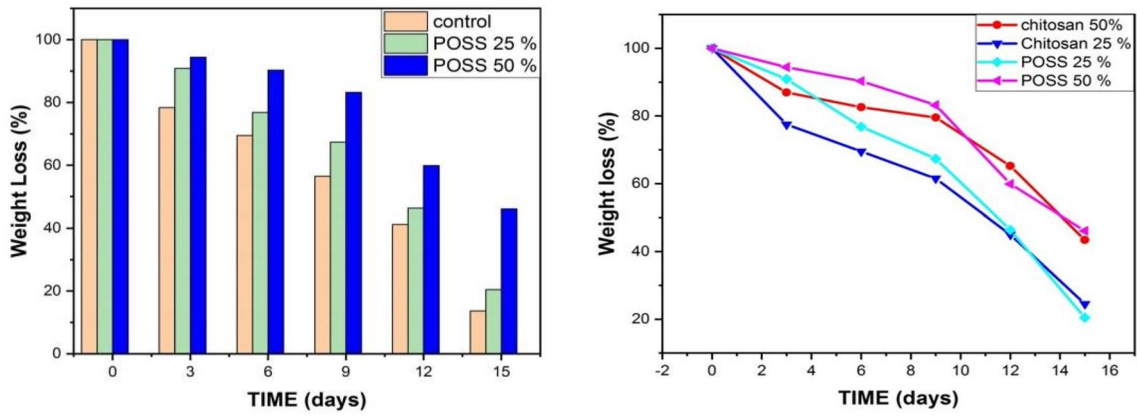 control
POSS 25 %
POSS 50 %
100
80
60
40
20
0
Weight Loss (%)
0 3 6 9 12 15
TIME (days)
chitosan 50%
Chitosan 25 %
POSS 25 %
POSS 50 %
100
80
60
40
20
Weight loss (%)
-2 0 2 4 6 8 10 12 14 16
TIME (days)